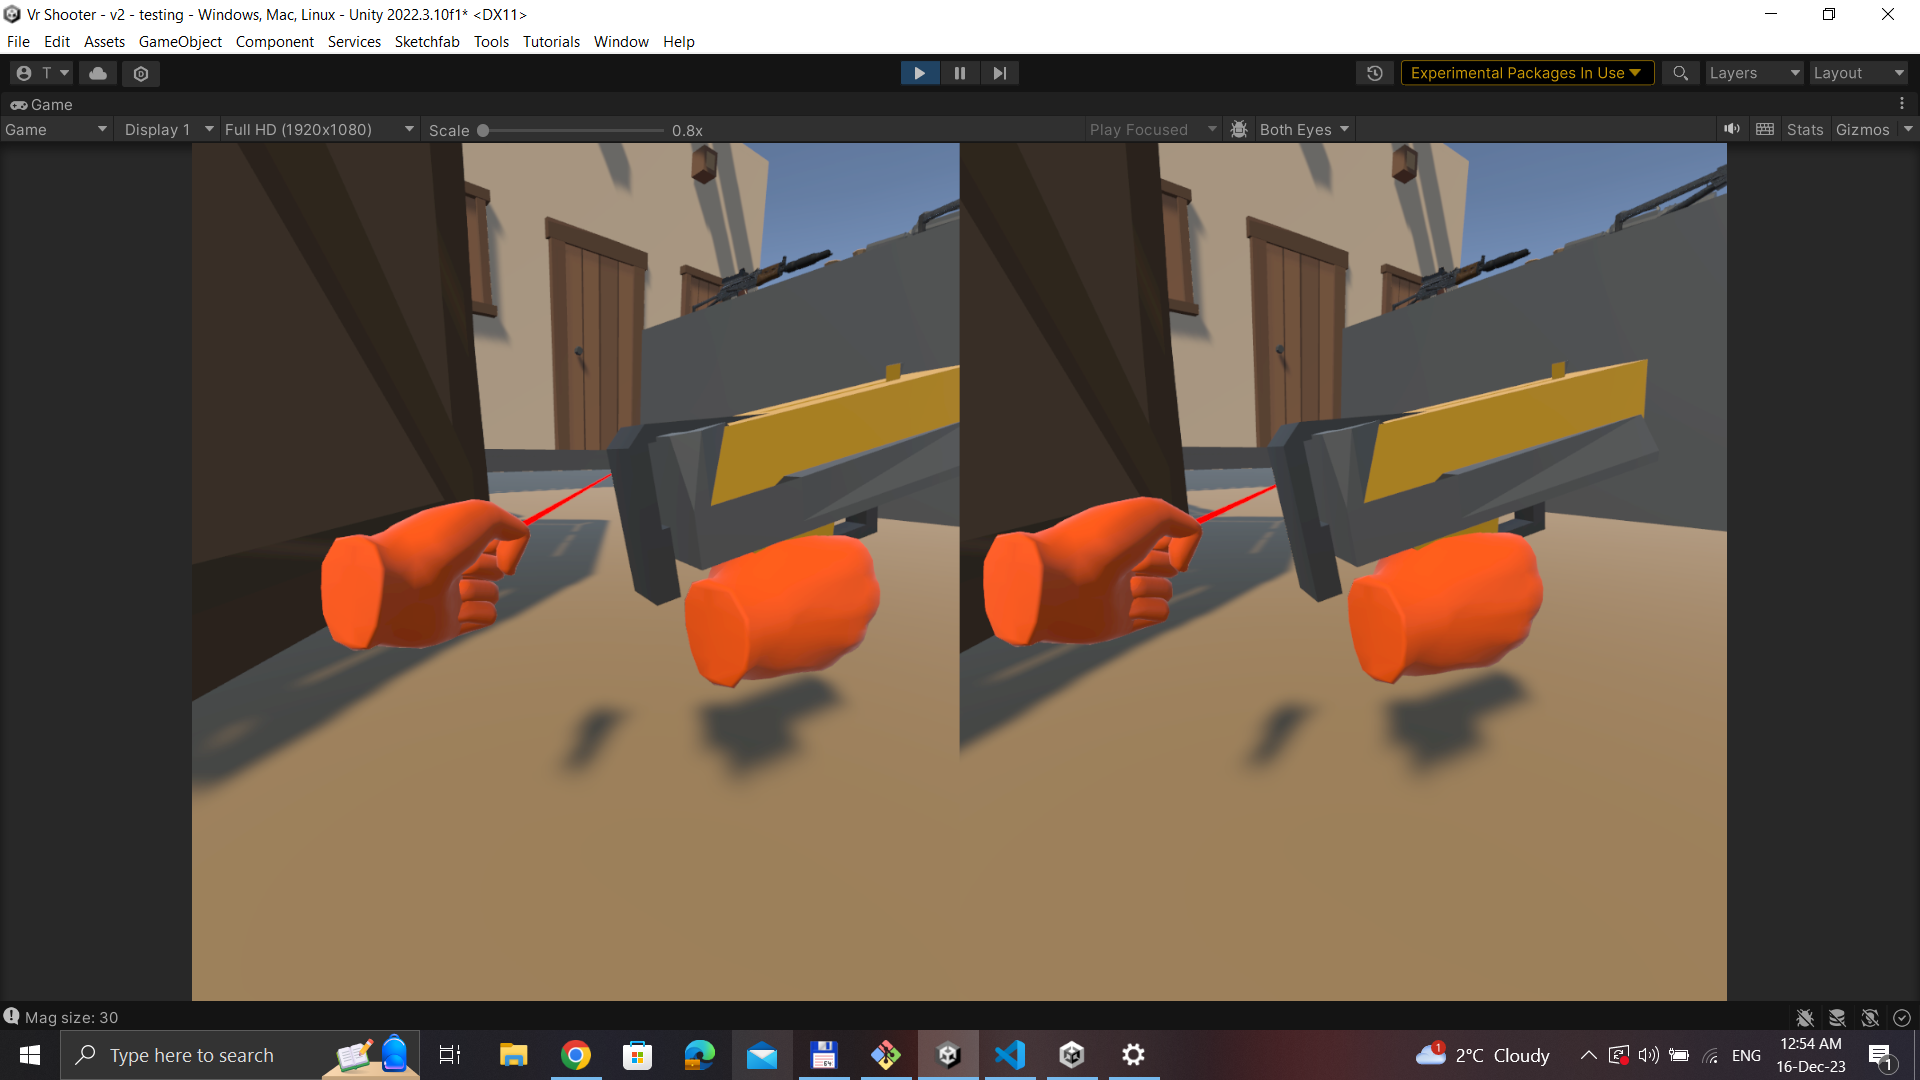 Vr Shooter - v2 - testing - Windows, Mac, Linux - Unity 2022.3.10f1* <DX11>
File Edit Assets GameObject Component Services Sketchfab Tools Tutorials Window Help
T Experimental Packages In Use Layers Layout
Game
Game Display 1 Full HD (1920x1080) Scale 0.8x Play Focused Both Eyes Stats Gizmos
Mag size: 30
Type here to search
64
1
2°C Cloudy
ENG
12:54 AM
16-Dec-23
1